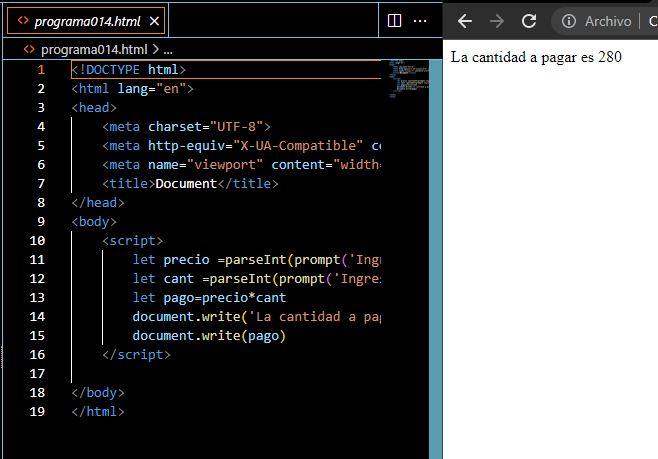 programa014.html
programa014.html > ...
1 <!DOCTYPE html>
2 <html lang="en">
3 <head>
4 <meta charset="UTF-8">
5 <meta http-equiv="X-UA-Compatible" co
6 <meta name="viewport" content="width=
7 <title>Document</title>
8 </head>
9 <body>
10 <script>
11 let precio =parseInt(prompt('Ing
12 let cant =parseInt(prompt('Ingre
13 let pago=precio*cant
14 document.write('La cantidad a pag
15 document.write(pago)
16 </script>
17
18 </body>
19 </html>
Archivo
La cantidad a pagar es 280